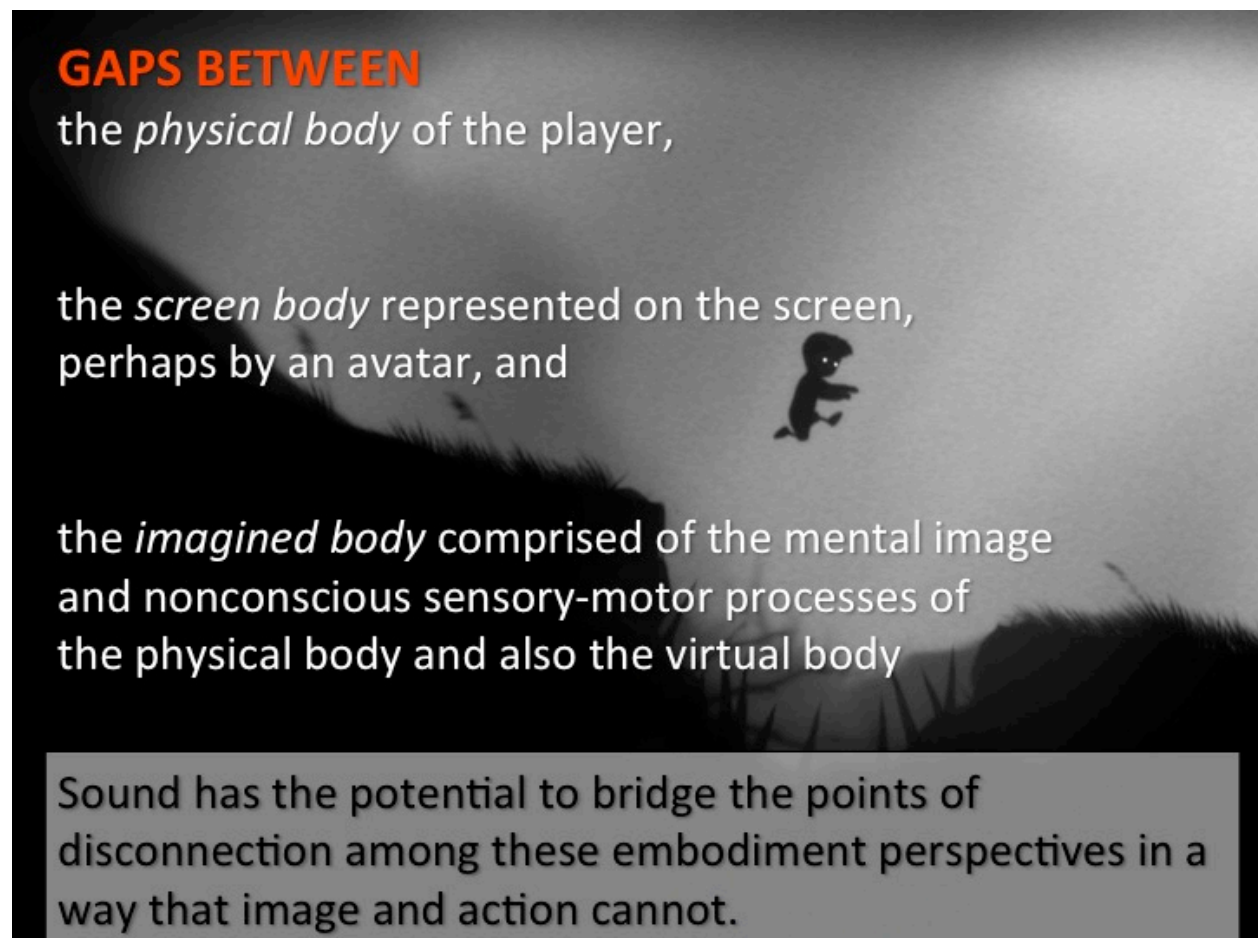 GAPS BETWEEN
the physical body of the player,
the screen body represented on the screen,
perhaps by an avatar, and
the imagined body comprised of the mental image
and nonconscious sensory-motor processes of
the physical body and also the virtual body
Sound has the potential to bridge the points of
disconnection among these embodiment perspectives in a
way that image and action cannot.